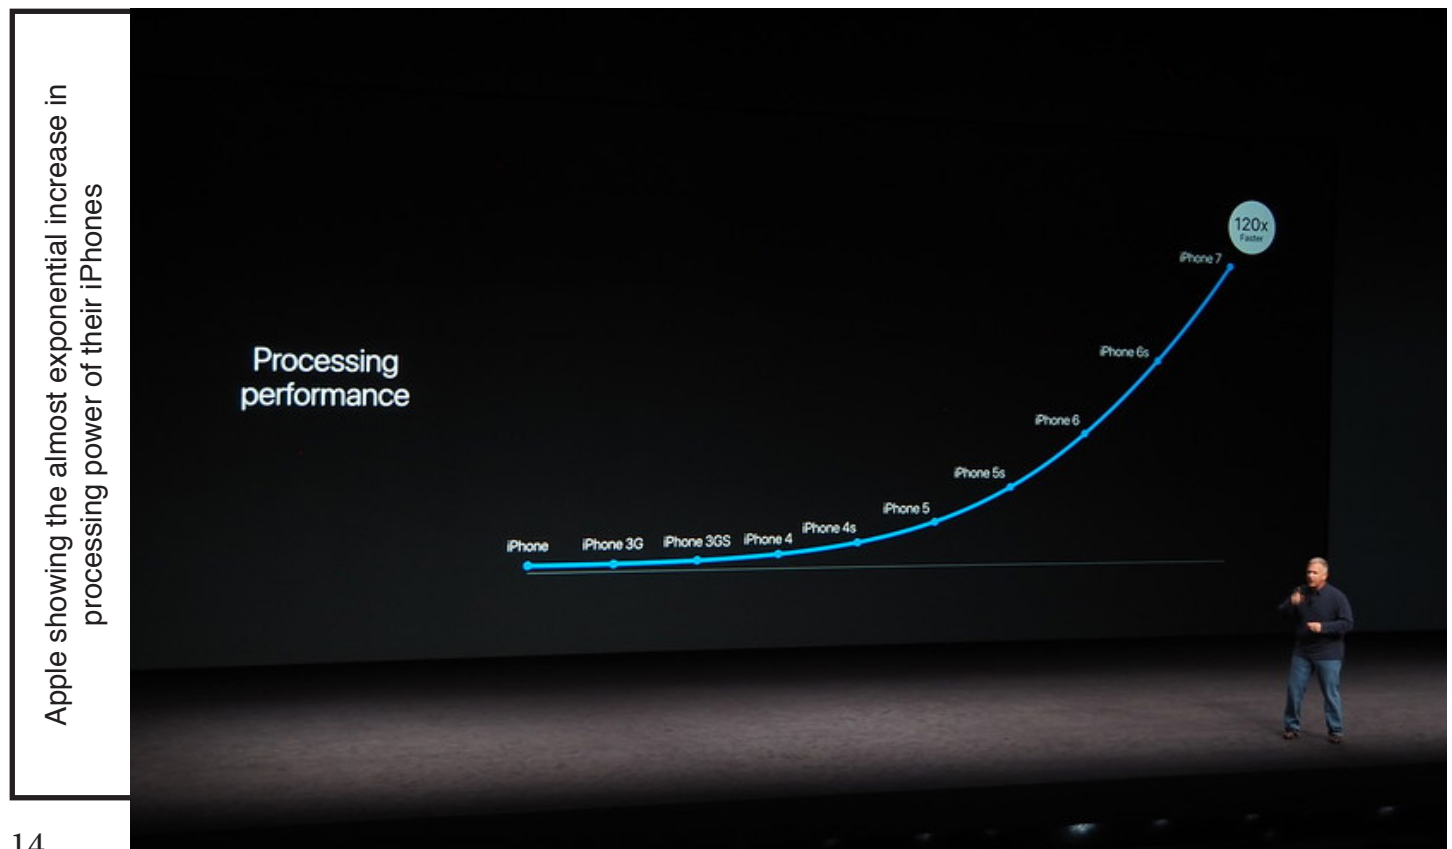 Apple showing the almost exponential increase in
processing power of their iPhones
Processing
performance
iPhone
iPhone 3G
iPhone 3GS
iPhone 4
iPhone 4s
iPhone 5
iPhone 5s
iPhone 6
iPhone 6s
iPhone 7
120x
Faster
14